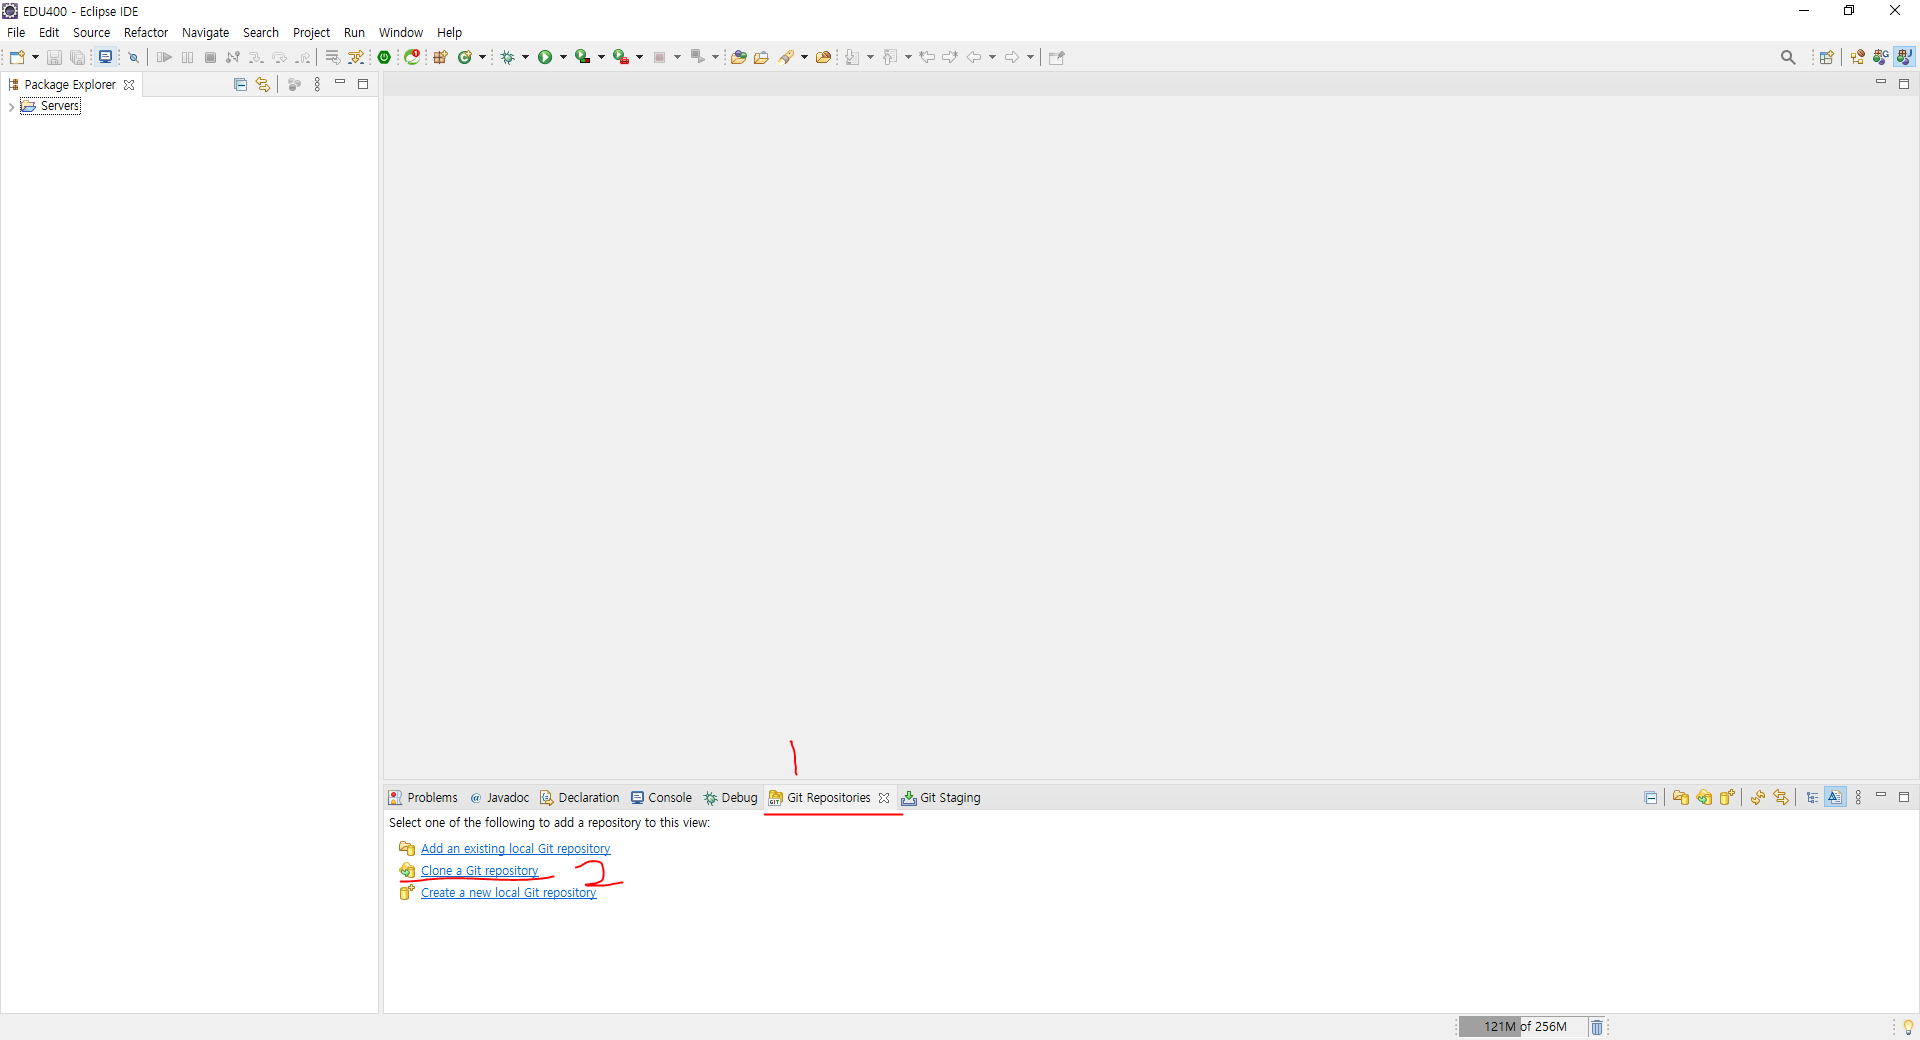 EDU400 - Eclipse IDE
File Edit Source Refactor Navigate Search Project Run Window Help
Package Explorer
Servers
1
Problems @ Javadoc Declaration Console Debug Git Repositories Git Staging
Select one of the following to add a repository to this view:
Add an existing local Git repository
Clone a Git repository 2
Create a new local Git repository
121M of 256M